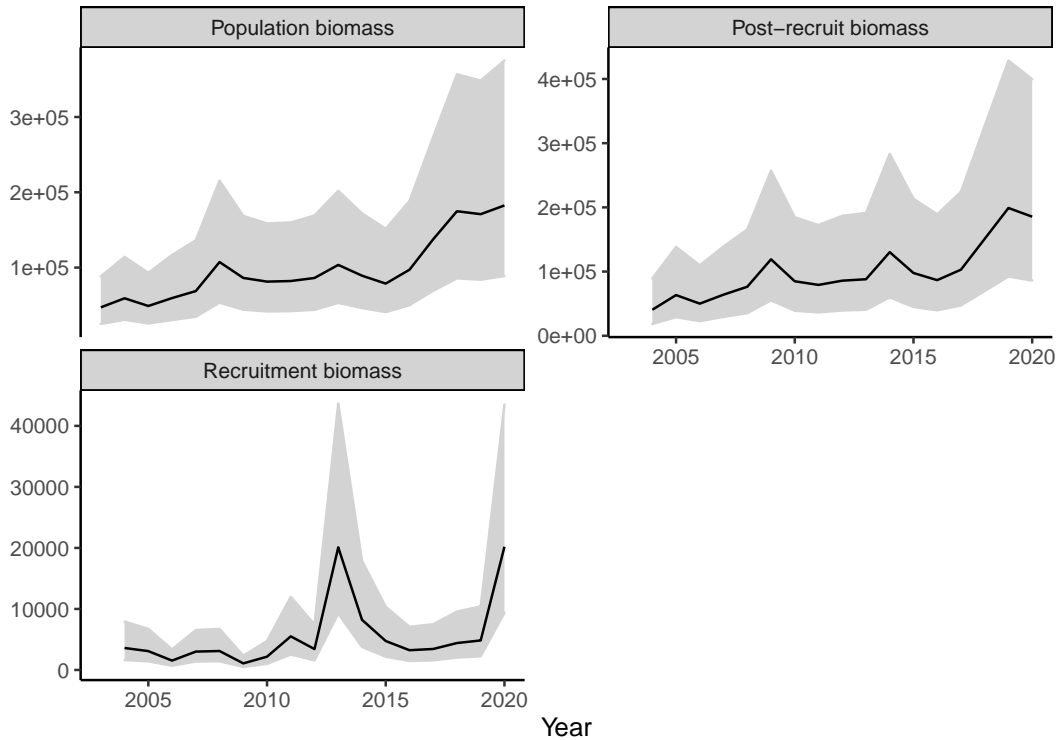 Population biomass
Post−recruit biomass
3e+05
2e+05
1e+05
4e+05
3e+05
2e+05
1e+05
0e+00
2005 2010 2015 2020
Recruitment biomass
40000
30000
20000
10000
0
2005 2010 2015 2020
Year